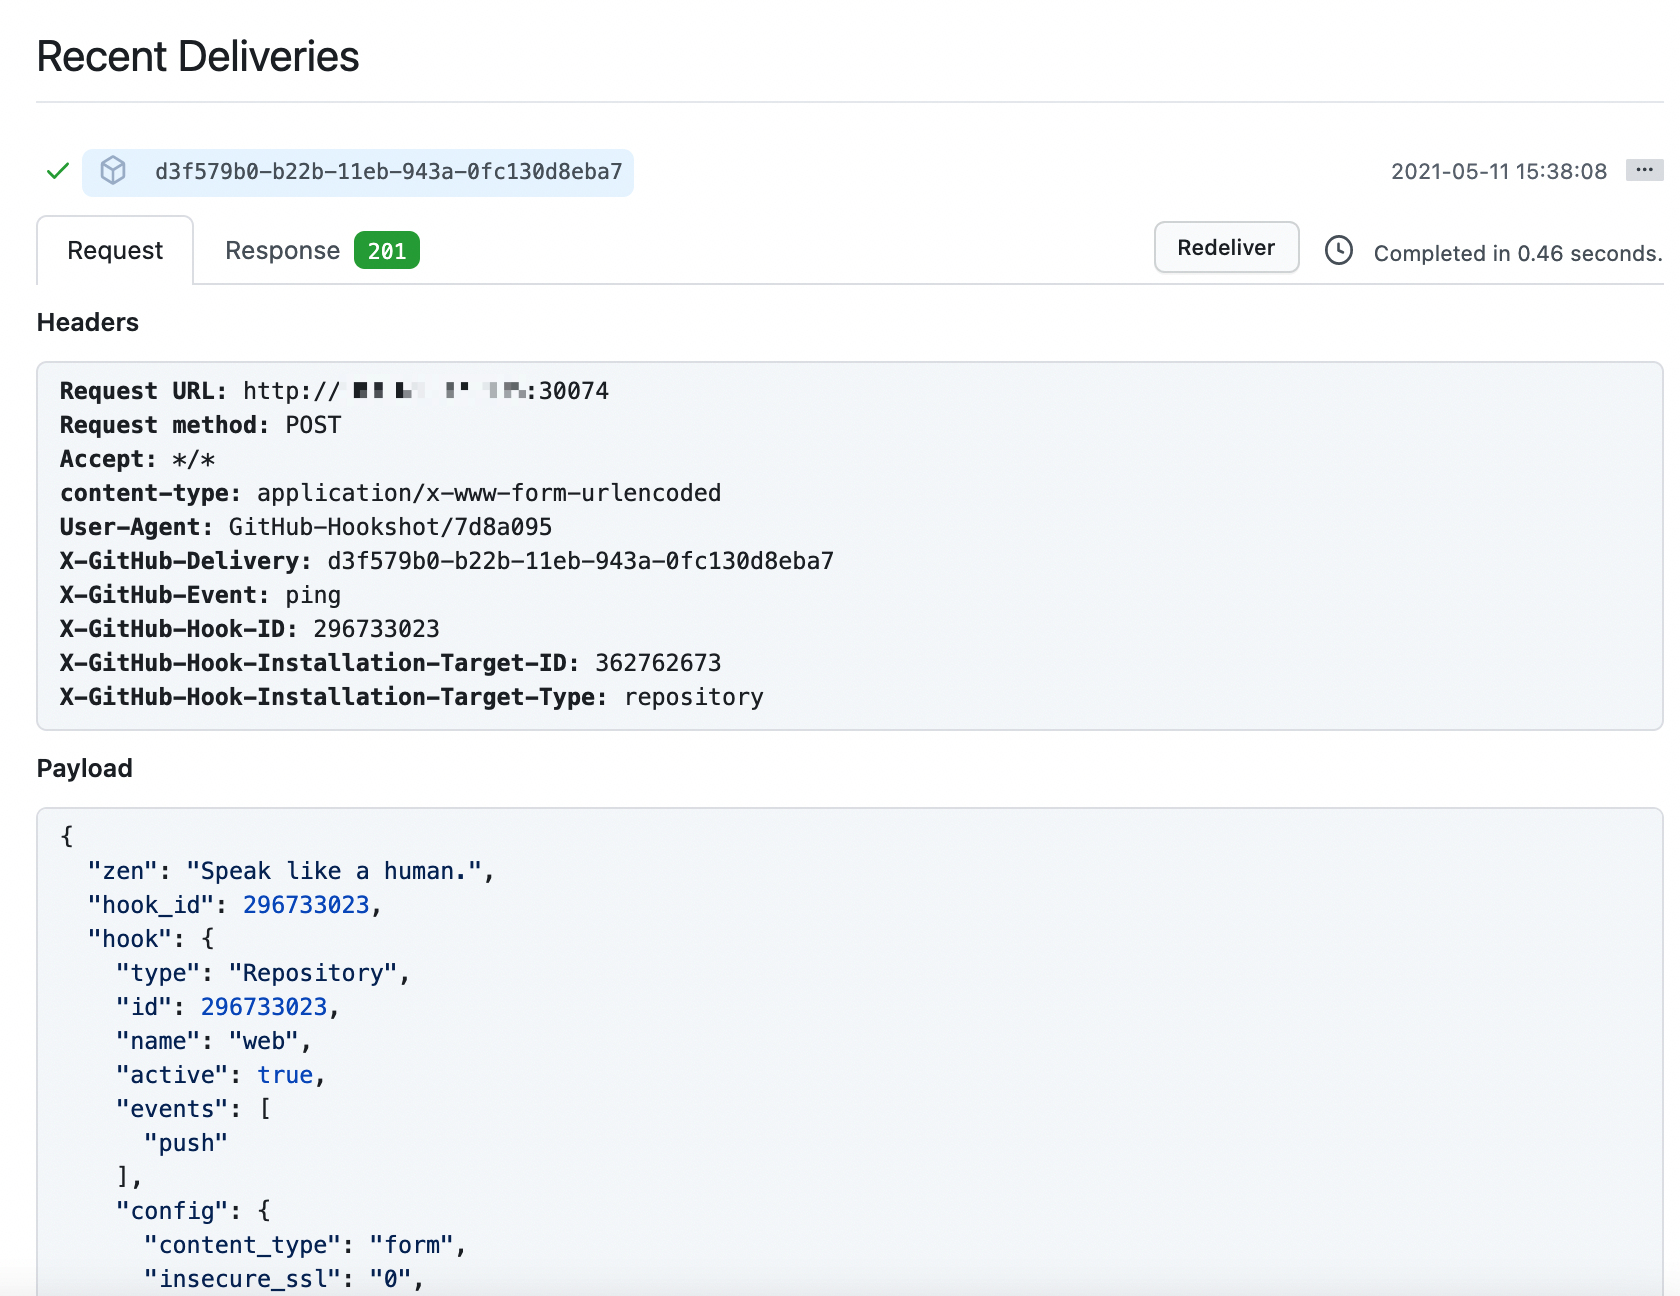 Recent Deliveries
d3f579b0-b22b-11eb-943a-0fc130d8eba7 2021-05-11 15:38:08 ...
Request Response 201 Redeliver Completed in 0.46 seconds.
Headers
Request URL: http:// :30074
Request method: POST
Accept: */*
content-type: application/x-www-form-urlencoded
User-Agent: GitHub-Hookshot/7d8a095
X-GitHub-Delivery: d3f579b0-b22b-11eb-943a-0fc130d8eba7
X-GitHub-Event: ping
X-GitHub-Hook-ID: 296733023
X-GitHub-Hook-Installation-Target-ID: 362762673
X-GitHub-Hook-Installation-Target-Type: repository
Payload
{
  "zen": "Speak like a human.",
  "hook_id": 296733023,
  "hook": {
    "type": "Repository",
    "id": 296733023,
    "name": "web",
    "active": true,
    "events": [
      "push"
    ],
    "config": {
      "content_type": "form",
      "insecure_ssl": "0",